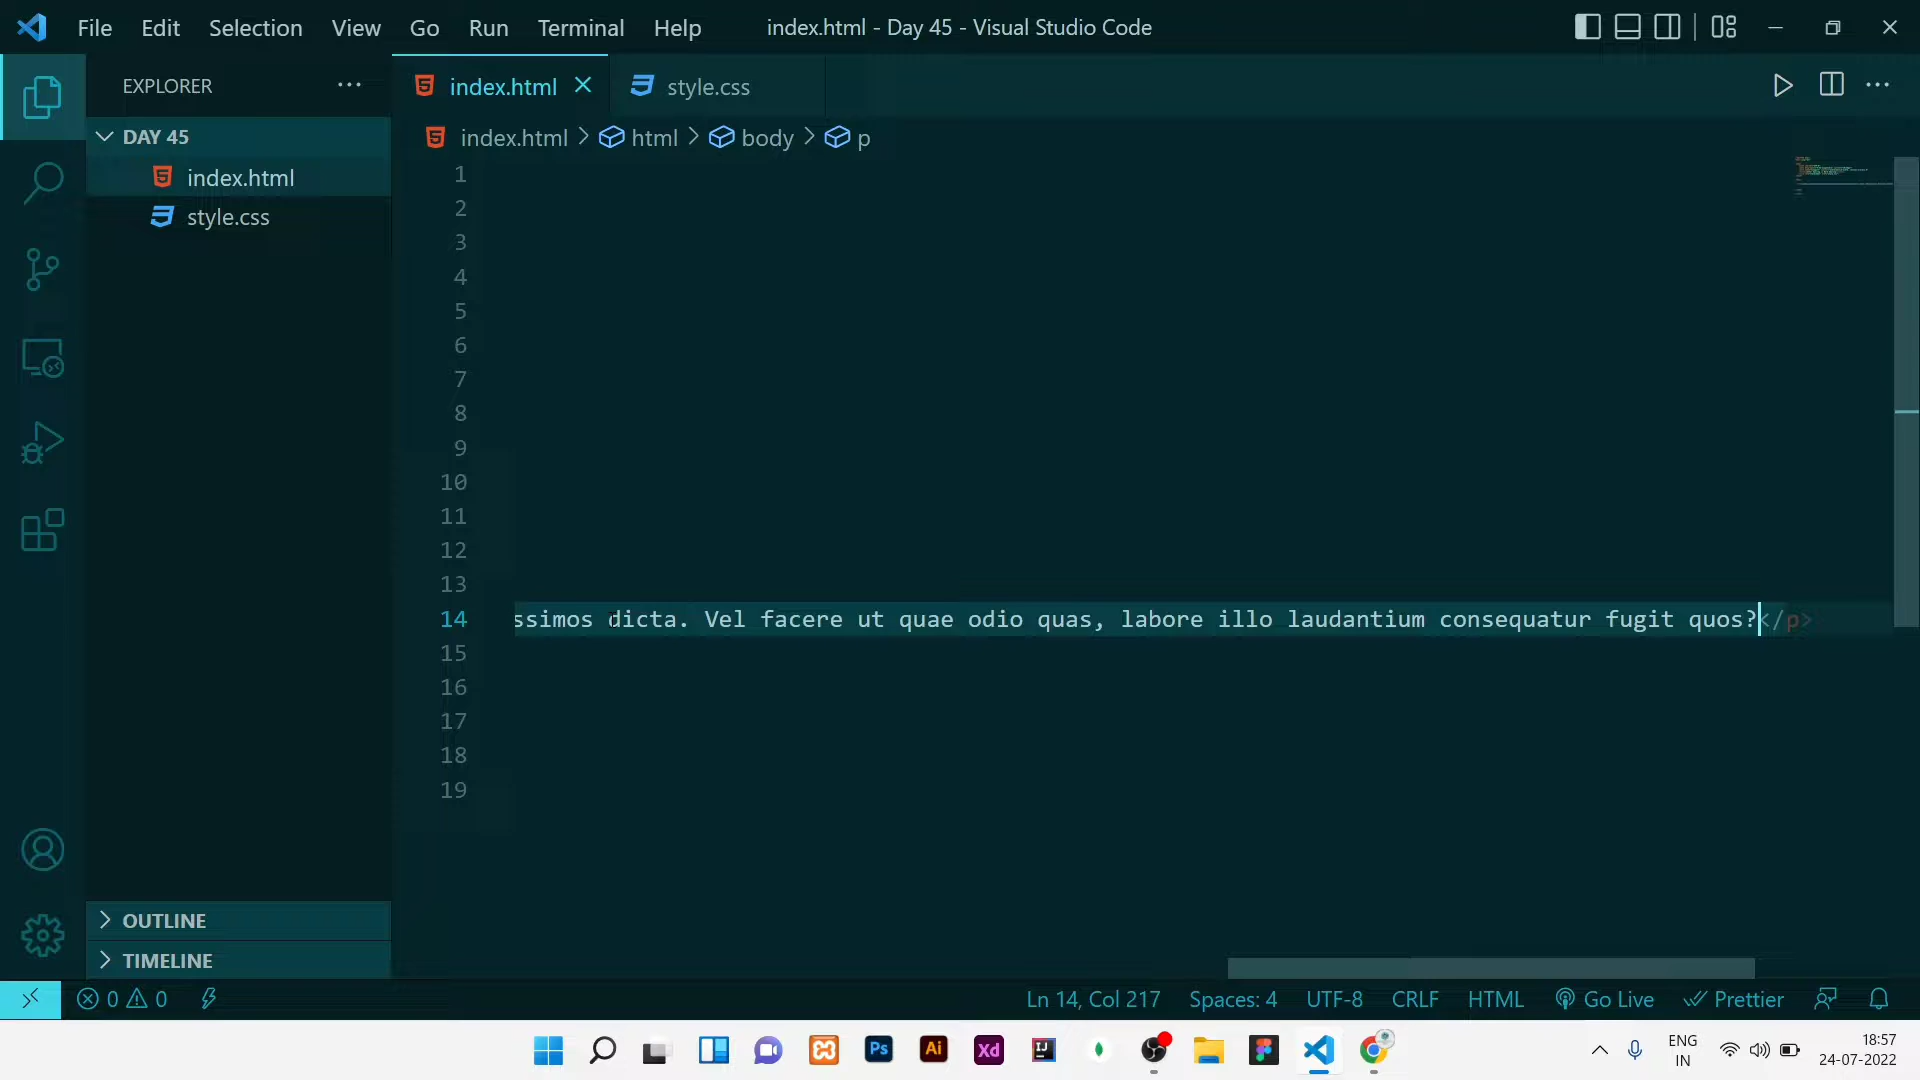 File Edit Selection View Go Run Terminal Help index.html - Day 45 - Visual Studio Code
EXPLORER
index.html
style.css
DAY 45
index.html
style.css
index.html > html > body > p
1
2
3
4
5
6
7
8
9
10
11
12
13
14 ssimos dicta. Vel facere ut quae odio quas, labore illo laudantium consequatur fugit quos?</p>
15
16
17
18
19
OUTLINE
TIMELINE
0 0 Ln 14, Col 217 Spaces: 4 UTF-8 CRLF HTML Go Live Prettier
Ps Ai Xd IJ
ENG
IN
18:57
24-07-2022